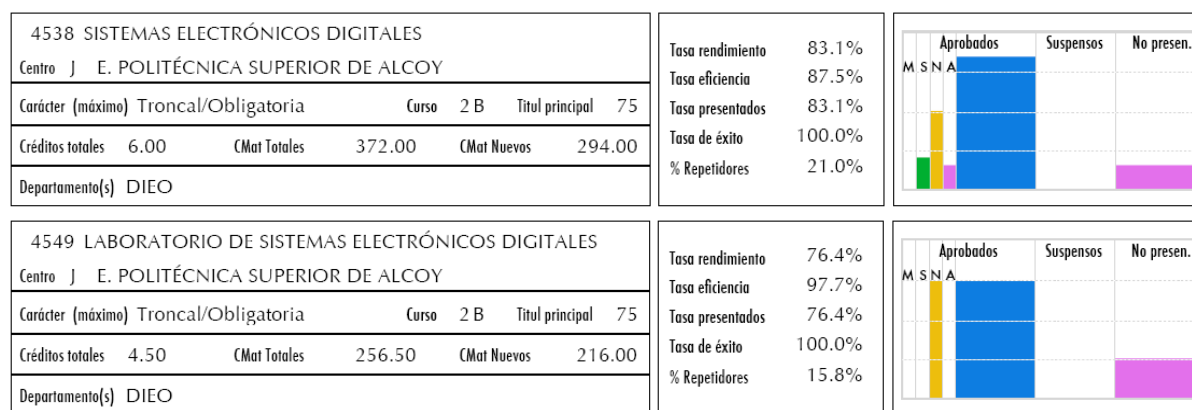 4538 SISTEMAS ELECTRÓNICOS DIGITALES
Centro J E. POLITÉCNICA SUPERIOR DE ALCOY
Carácter (máximo) Troncal/Obligatoria Curso 2 B Titul principal 75
Créditos totales 6.00 CMat Totales 372.00 CMat Nuevos 294.00
Departamento(s) DIEO
Tasa rendimiento 83.1%
Tasa eficiencia 87.5%
Tasa presentados 83.1%
Tasa de éxito 100.0%
% Repetidores 21.0%
Aprobados Suspensos No presen.
M S N A
4549 LABORATORIO DE SISTEMAS ELECTRÓNICOS DIGITALES
Centro J E. POLITÉCNICA SUPERIOR DE ALCOY
Carácter (máximo) Troncal/Obligatoria Curso 2 B Titul principal 75
Créditos totales 4.50 CMat Totales 256.50 CMat Nuevos 216.00
Departamento(s) DIEO
Tasa rendimiento 76.4%
Tasa eficiencia 97.7%
Tasa presentados 76.4%
Tasa de éxito 100.0%
% Repetidores 15.8%
Aprobados Suspensos No presen.
M S N A